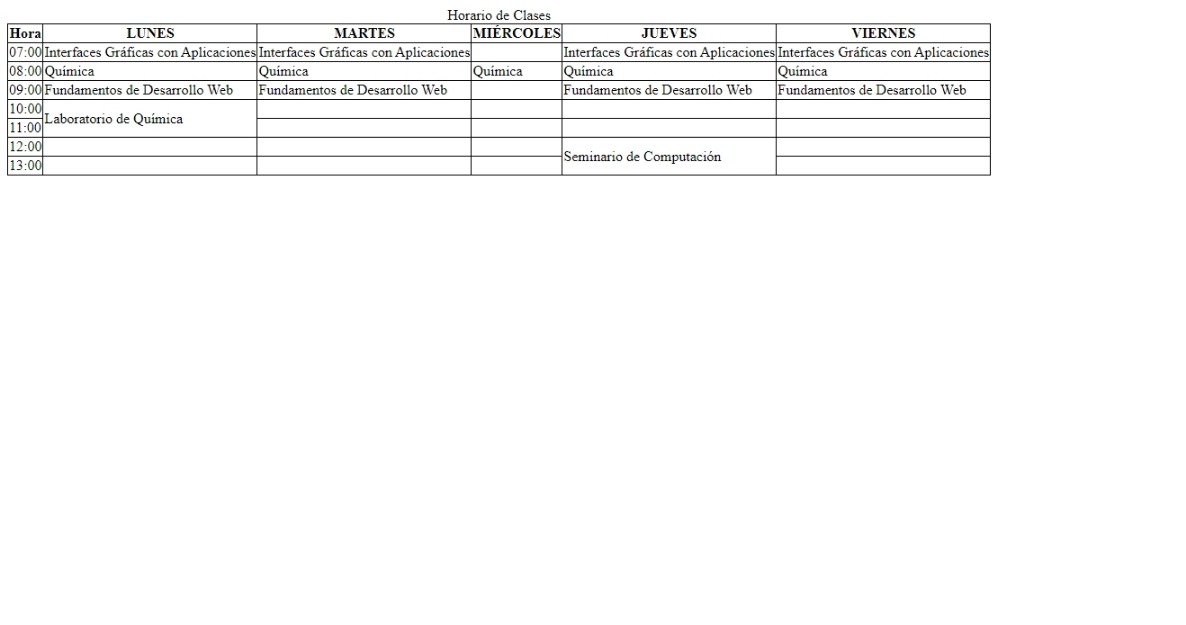 Horario de Clases
Hora LUNES MARTES MIÉRCOLES JUEVES VIERNES
07:00 Interfaces Gráficas con Aplicaciones Interfaces Gráficas con Aplicaciones Interfaces Gráficas con Aplicaciones Interfaces Gráficas con Aplicaciones
08:00 Química Química Química Química Química
09:00 Fundamentos de Desarrollo Web Fundamentos de Desarrollo Web Fundamentos de Desarrollo Web Fundamentos de Desarrollo Web
10:00
Laboratorio de Química
11:00
12:00
Seminario de Computación
13:00